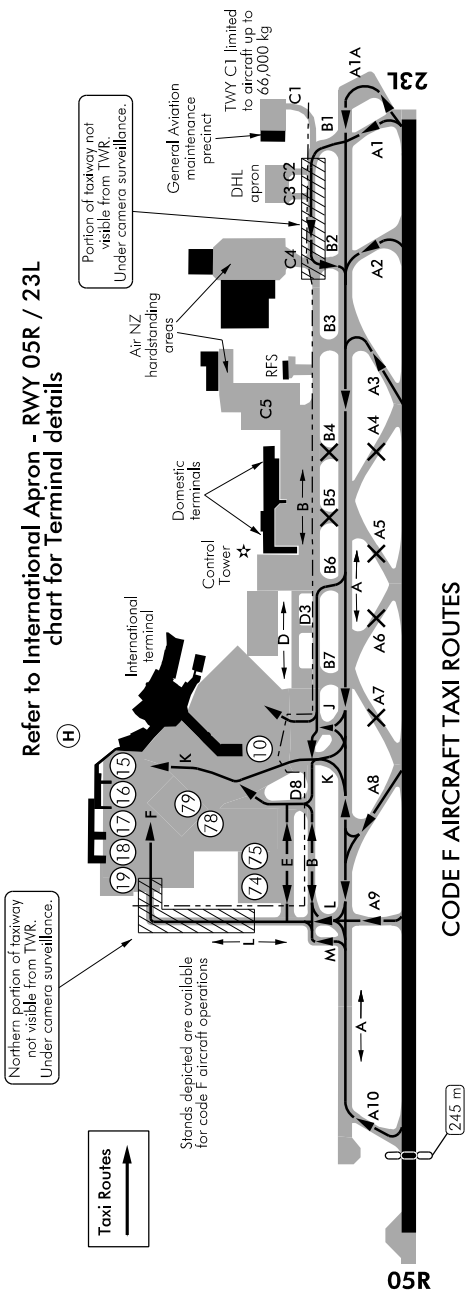 Refer to International Apron - RWY 05R / 23L
chart for Terminal details
Northern portion of taxiway
not visible from TWR.
Under camera surveillance.
Portion of taxiway not
visible from TWR.
Under camera surveillance.
Taxi Routes
Stands depicted are available
for code F aircraft operations
H
International
terminal
Control
Tower
Domestic
terminals
Air NZ
hardstanding
areas
RFS
DHL
apron
General Aviation
maintenance
precinct
TWY C1 limited
to aircraft up to
66,000 kg
19
18
17
16
15
F
K
79
78
75
74
10
L
E
D8
B
D
D3
B
C5
C4
C3
C2
C1
M
L
K
J
B7
B6
B5
B4
B3
B2
B1
A
A
A10
A9
A8
A7
A6
A5
A4
A3
A2
A1
A1A
245 m
05R
23L
CODE F AIRCRAFT TAXI ROUTES